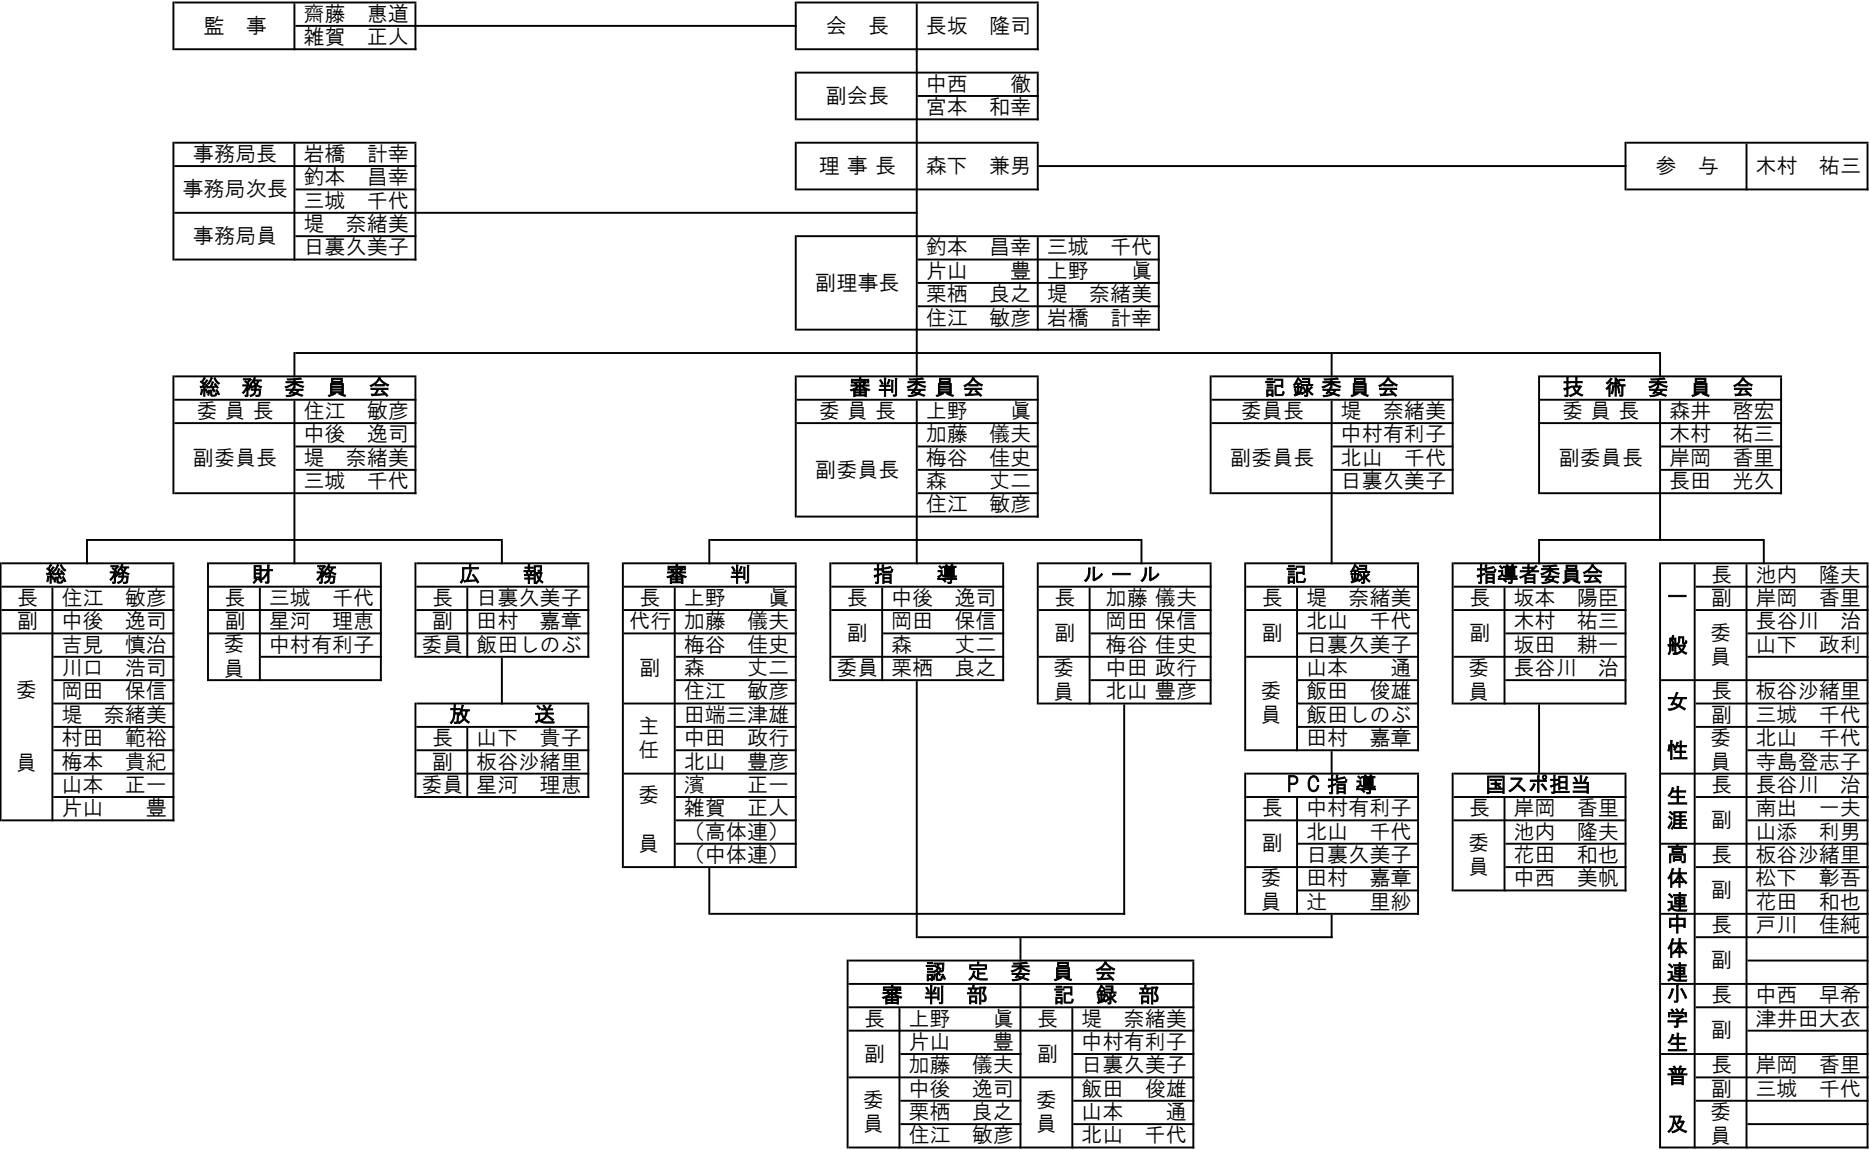 監　事　齋藤　惠道
雑賀　正人
会　長　長坂　隆司
副会長　中西　　徹
宮本　和幸
事務局長　岩橋　計幸
事務局次長　釣本　昌幸
三城　千代
事務局員　堤　奈緒美
日裏久美子
理 事 長　森下　兼男
参　与　木村　祐三
副理事長　釣本　昌幸　三城　千代
片山　　豊　上野　　眞
栗栖　良之　堤　奈緒美
住江　敏彦　岩橋　計幸
総　務　委　員　会
委 員 長　住江　敏彦
副委員長　中後　逸司
堤　奈緒美
三城　千代
審 判 委 員 会
委 員 長　上野　　眞
副委員長　加藤　儀夫
梅谷　佳史
森　　丈二
住江　敏彦
記 録 委 員 会
委員長　堤　奈緒美
副委員長　中村有利子
北山　千代
日裏久美子
技　術　委　員　会
委 員 長　森井　啓宏
副委員長　木村　祐三
岸岡　香里
長田　光久
総　　務
長　住江　敏彦
副　中後　逸司
委員　吉見　慎治
川口　浩司
岡田　保信
堤　奈緒美
村田　範裕
梅本　貴紀
山本　正一
片山　　豊
財　　務
長　三城　千代
副　星河　理恵
委員　中村有利子
広　　報
長　日裏久美子
副　田村　嘉章
委員　飯田しのぶ
放　　送
長　山下　貴子
副　板谷沙緒里
委員　星河　理恵
審　　判
長　上野　　眞
代行　加藤　儀夫
副　梅谷　佳史
森　　丈二
住江　敏彦
主任　田端三津雄
中田　政行
北山　豊彦
委員　濱　　正一
雑賀　正人
（高体連）
（中体連）
指　　導
長　中後　逸司
副　岡田　保信
森　　丈二
委員　栗栖　良之
ル ー ル
長　加藤 儀夫
副　岡田 保信
梅谷 佳史
委員　中田 政行
北山 豊彦
記　　録
長　堤　奈緒美
副　北山　千代
日裏久美子
委員　山本　　通
飯田　俊雄
飯田しのぶ
田村　嘉章
ＰＣ指 導
長　中村有利子
副　北山　千代
日裏久美子
委員　田村　嘉章
辻　　里紗
指導者委員会
長　坂本　陽臣
副　木村　祐三
坂田　耕一
委員　長谷川　治
国スポ担当
長　岸岡　香里
委員　池内　隆夫
花田　和也
中西　美帆
一般　長　池内　隆夫
副　岸岡　香里
委員　長谷川　治
山下　政利
女性　長　板谷沙緒里
副　三城　千代
委員　北山　千代
寺島登志子
生涯　長　長谷川　治
副　南出　一夫
山添　利男
高体連　長　板谷沙緒里
副　松下　彰吾
花田　和也
中体連　長　戸川　佳純
副
小学生　長　中西　早希
副　津井田大衣
普及　長　岸岡　香里
副　三城　千代
委員
認　定　委　員　会
審　判　部　記　録　部
長　上野　　眞　長　堤　奈緒美
副　片山　　豊　副　中村有利子
加藤　儀夫　日裏久美子
委員　中後　逸司　委員　飯田　俊雄
栗栖　良之　山本　　通
住江　敏彦　北山　千代